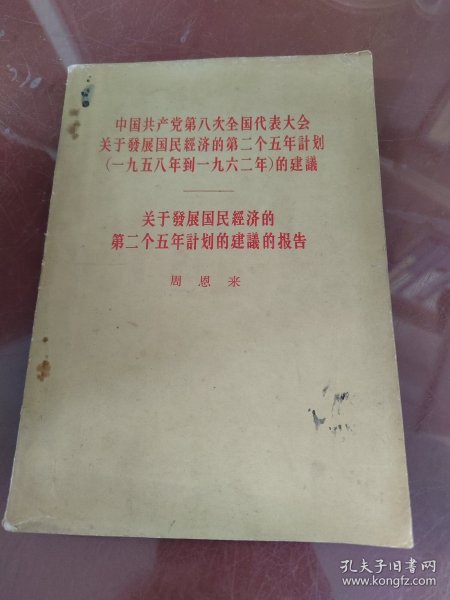 中国共产党第八次全国代表大会
关于發展国民經济的第二个五年計划
(一九五八年到一九六二年)的建議
关于發展国民經济的
第二个五年計划的建議的报告
周恩来
孔夫子旧书网
www.kongfz.com